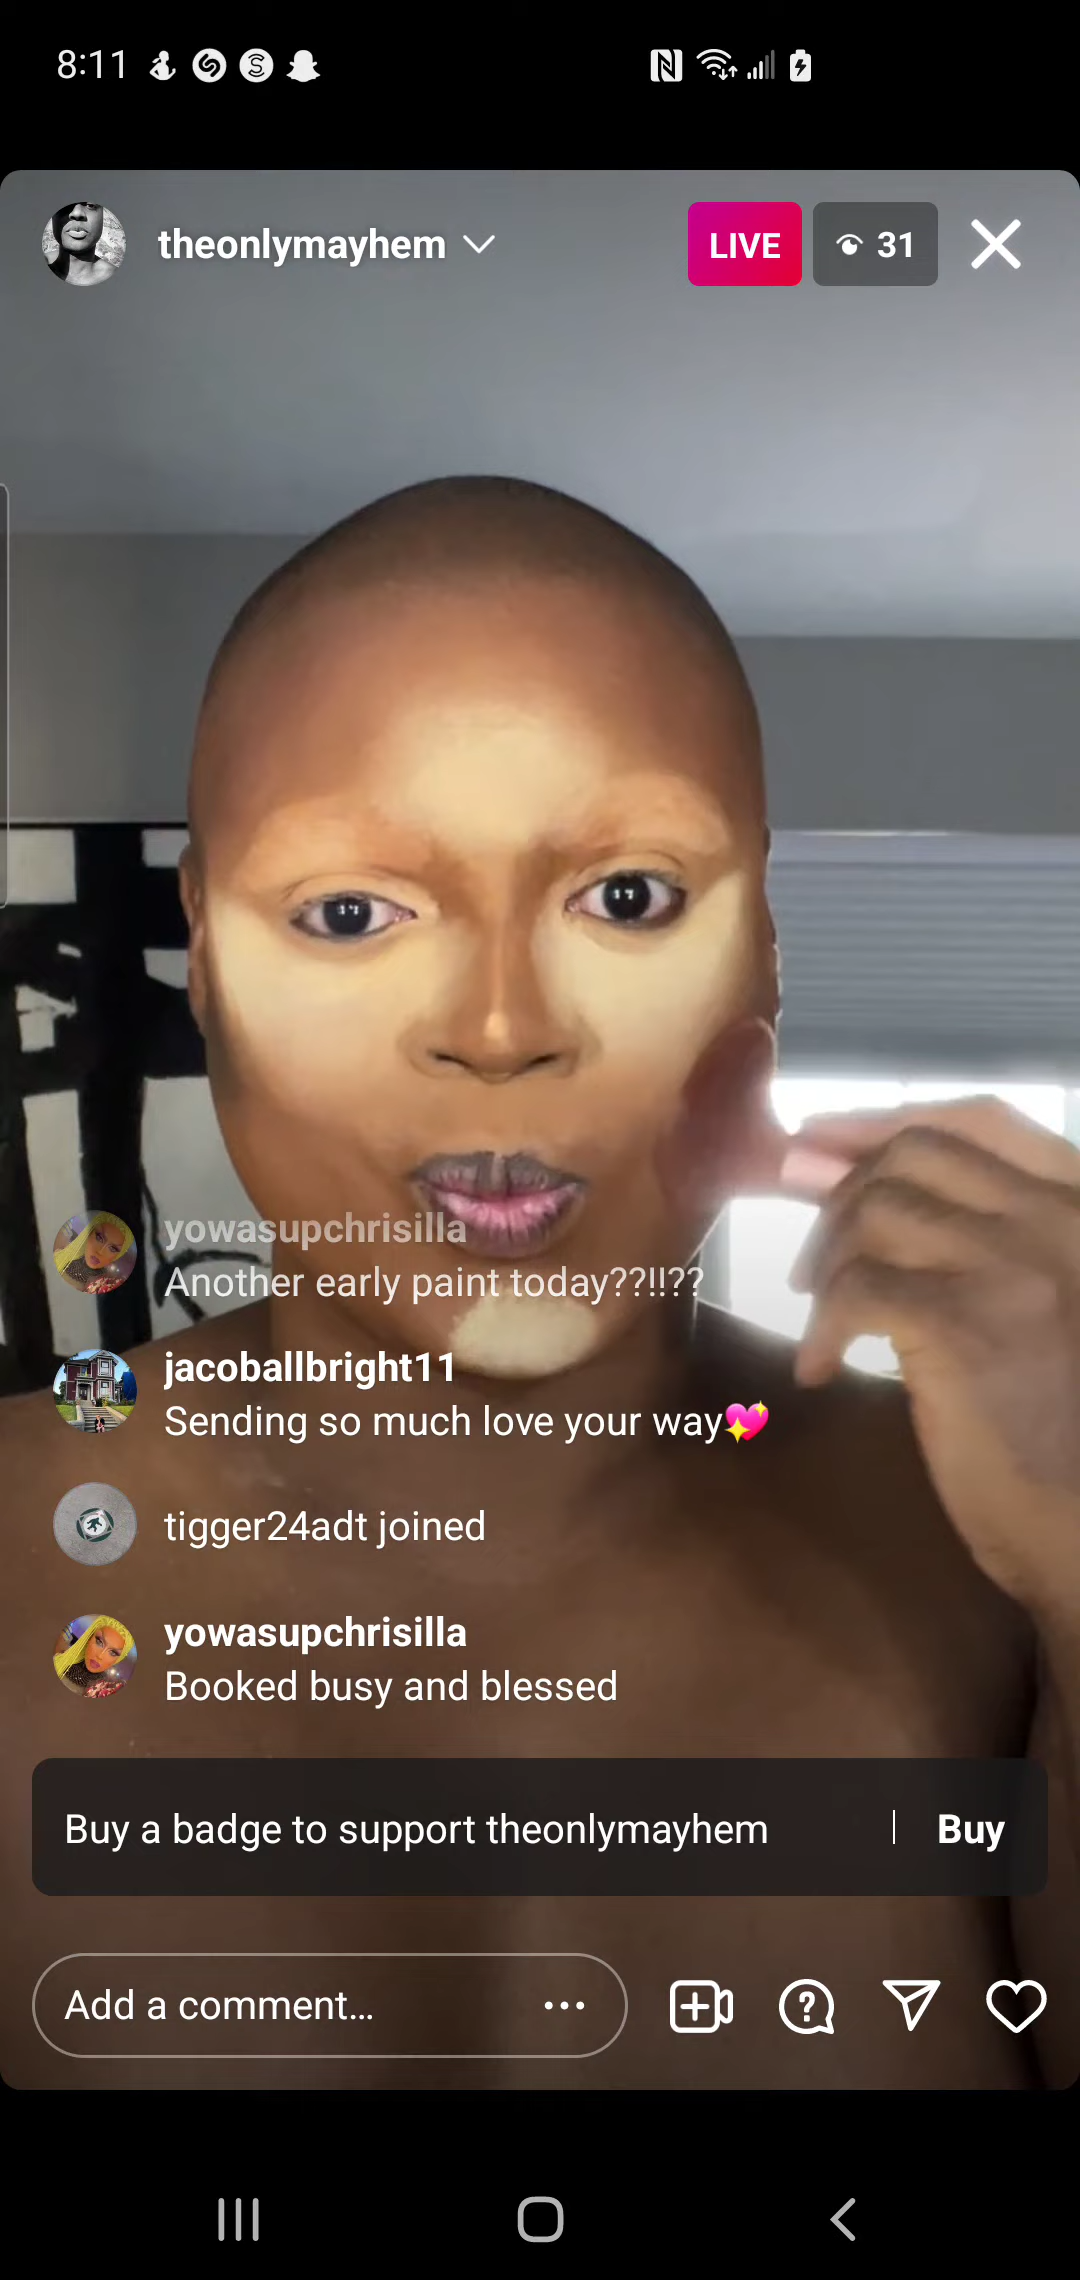 8:11
theonlymayhem
LIVE
31
yowasupchrisilla
Another early paint today??!!??
jacoballbright11
Sending so much love your way💖
tigger24adt joined
yowasupchrisilla
Booked busy and blessed
Buy a badge to support theonlymayhem | Buy
Add a comment...